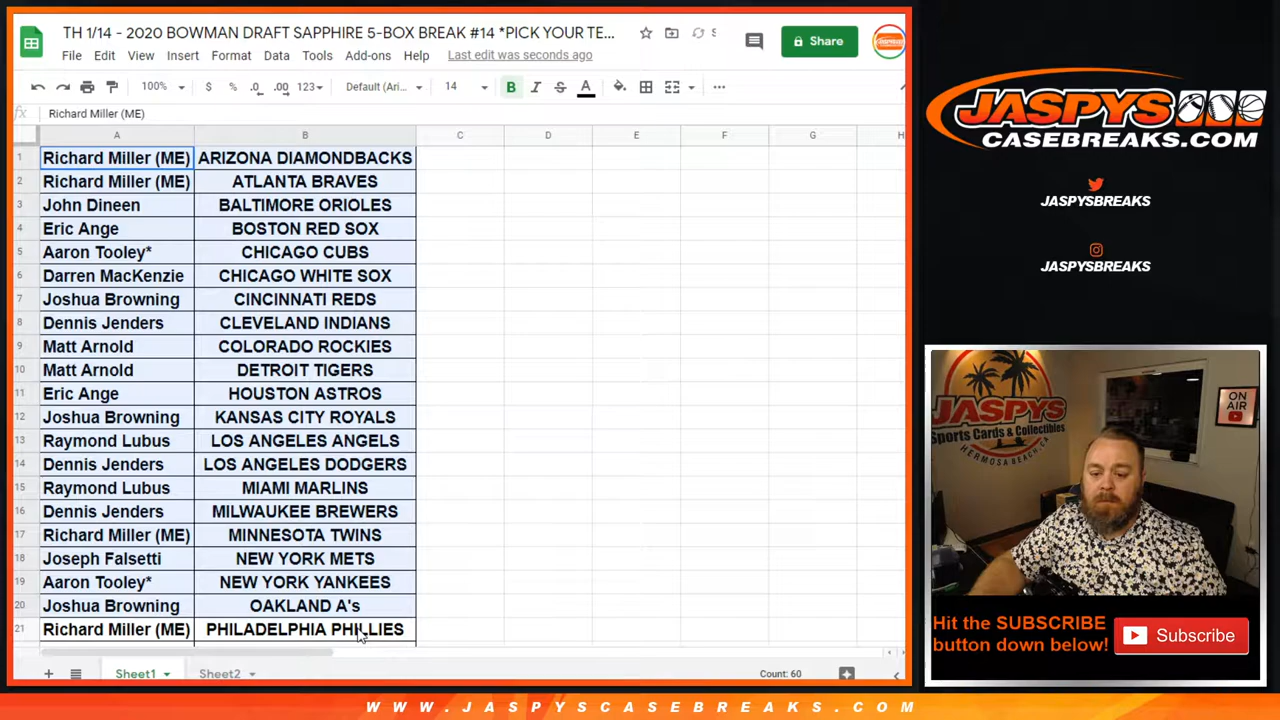 TH 1/14 - 2020 BOWMAN DRAFT SAPPHIRE 5-BOX BREAK #14 *PICK YOUR TE...
S
Share
File Edit View Insert Format Data Tools Add-ons Help Last edit was seconds ago
100% $ % .0 .00 123 Default (Ari... 14 B I S A
fx Richard Miller (ME)
A B C D E F G H
1 Richard Miller (ME) ARIZONA DIAMONDBACKS
2 Richard Miller (ME) ATLANTA BRAVES
3 John Dineen BALTIMORE ORIOLES
4 Eric Ange BOSTON RED SOX
5 Aaron Tooley* CHICAGO CUBS
6 Darren MacKenzie CHICAGO WHITE SOX
7 Joshua Browning CINCINNATI REDS
8 Dennis Jenders CLEVELAND INDIANS
9 Matt Arnold COLORADO ROCKIES
10 Matt Arnold DETROIT TIGERS
11 Eric Ange HOUSTON ASTROS
12 Joshua Browning KANSAS CITY ROYALS
13 Raymond Lubus LOS ANGELES ANGELS
14 Dennis Jenders LOS ANGELES DODGERS
15 Raymond Lubus MIAMI MARLINS
16 Dennis Jenders MILWAUKEE BREWERS
17 Richard Miller (ME) MINNESOTA TWINS
18 Joseph Falsetti NEW YORK METS
19 Aaron Tooley* NEW YORK YANKEES
20 Joshua Browning OAKLAND A's
21 Richard Miller (ME) PHILADELPHIA PHILLIES
Sheet1 Sheet2 Count: 60
JASPYS
CASEBREAKS.COM
JASPYSBREAKS
JASPYSBREAKS
JASPYS
Sports Cards & Collectibles
HERMOSA BEACH, CA
ON AIR
Hit the SUBSCRIBE
button down below!
Subscribe
WWW.JASPYSCASEBREAKS.COM